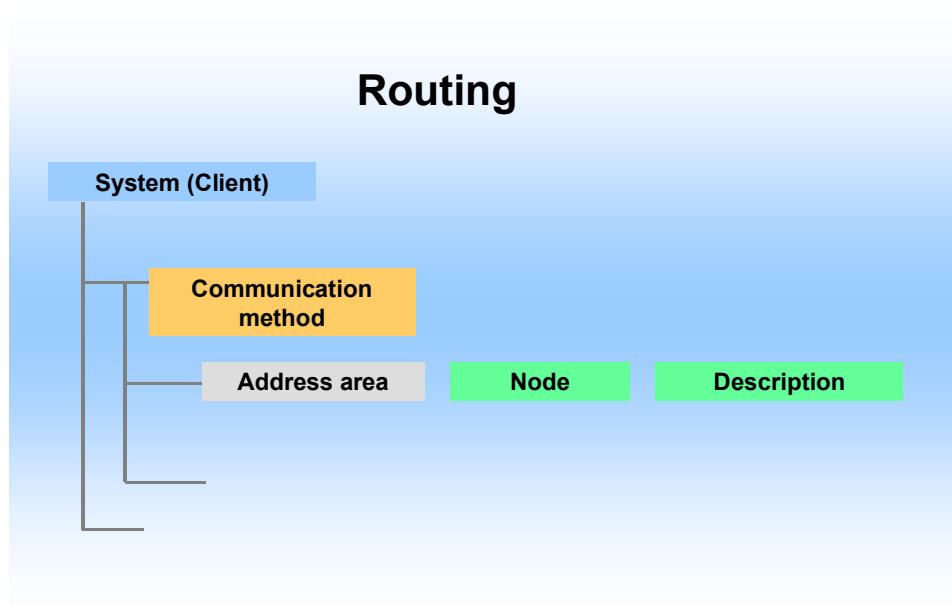 Routing
System (Client)
Communication
method
Address area
Node
Description